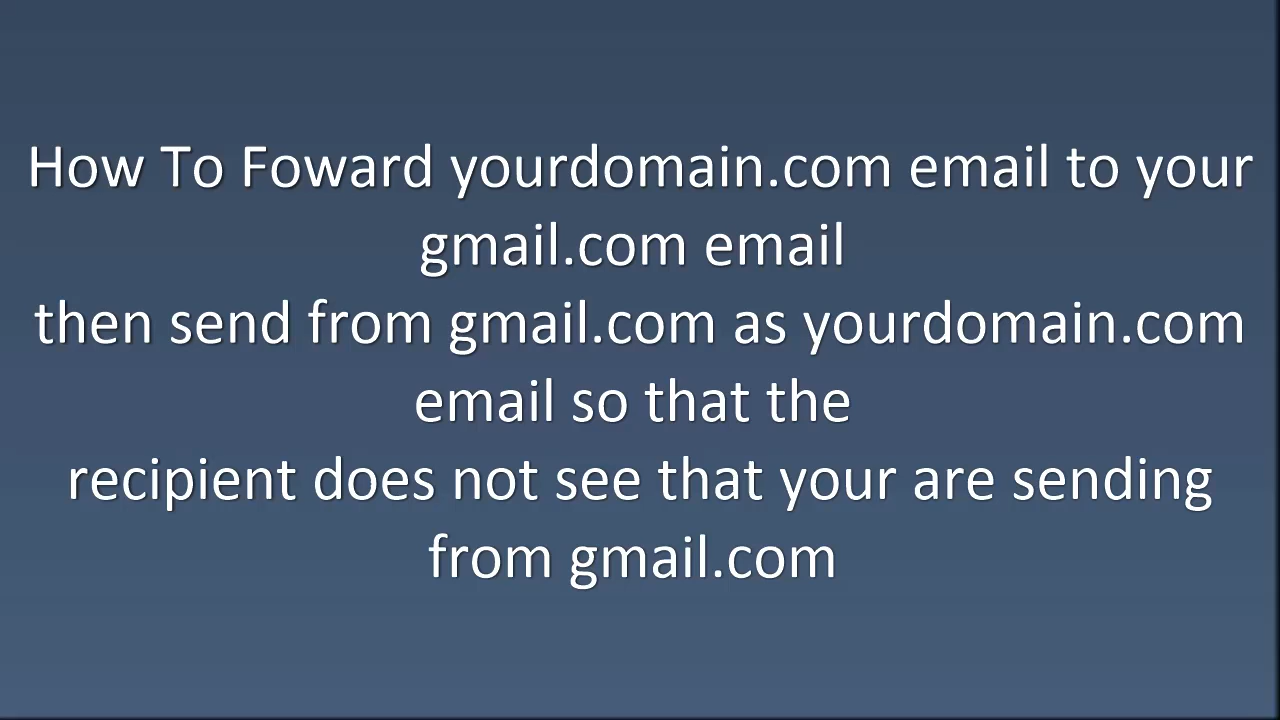 How To Foward yourdomain.com email to your
gmail.com email
then send from gmail.com as yourdomain.com
email so that the
recipient does not see that your are sending
from gmail.com